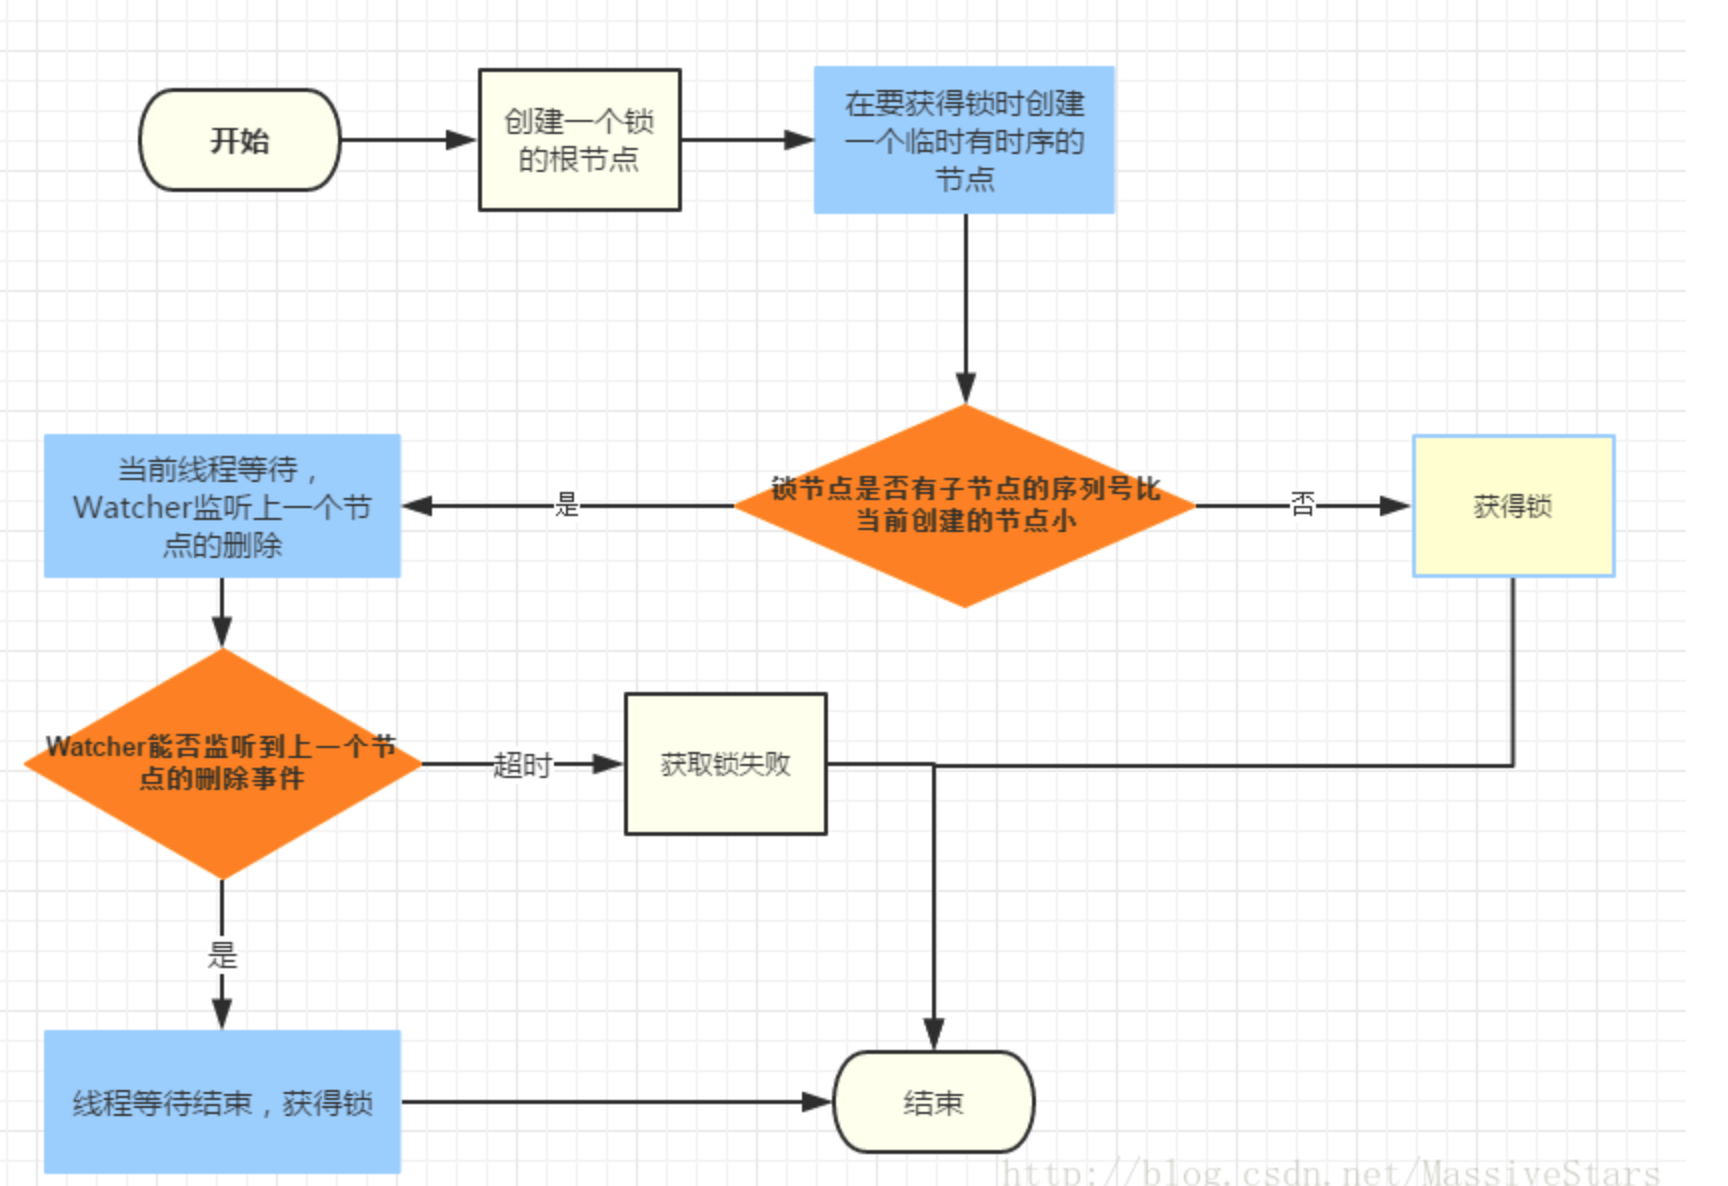 开始
创建一个锁
的根节点
在要获得锁时创建
一个临时有时序的
节点
锁节点是否有子节点的序列号比
当前创建的节点小
是
否
当前线程等待，
Watcher监听上一个节
点的删除
获得锁
Watcher能否监听到上一个节
点的删除事件
超时
获取锁失败
是
线程等待结束，获得锁
结束
http://blog.csdn.net/MassiveStars